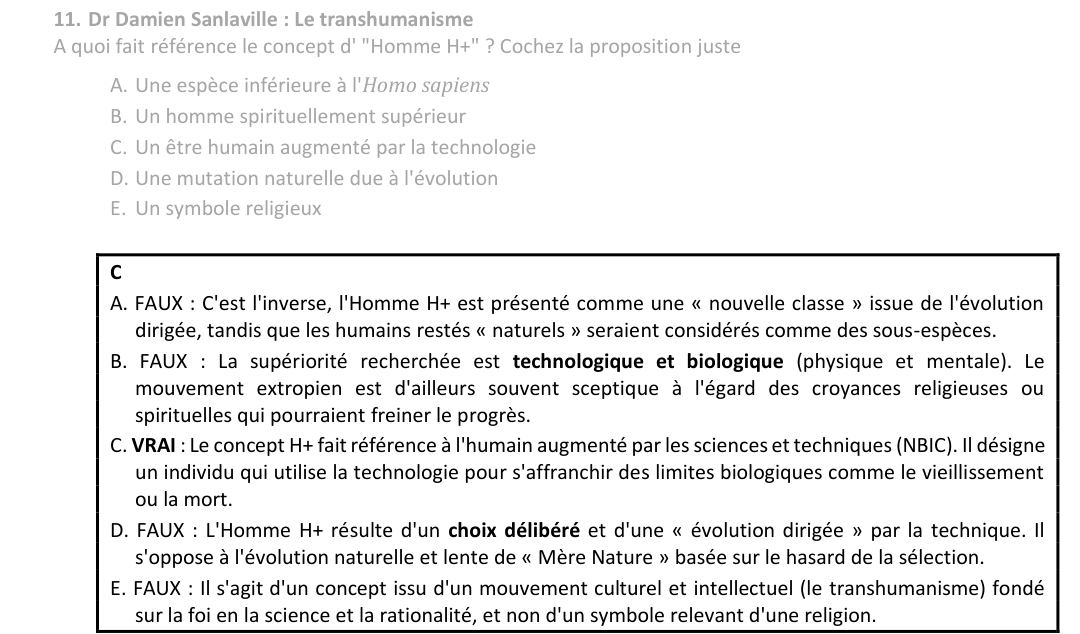 11. Dr Damien Sanlaville : Le transhumanisme
A quoi fait référence le concept d' "Homme H+" ? Cochez la proposition juste
A. Une espèce inférieure à l'Homo sapiens
B. Un homme spirituellement supérieur
C. Un être humain augmenté par la technologie
D. Une mutation naturelle due à l'évolution
E. Un symbole religieux
C
A. FAUX : C'est l'inverse, l'Homme H+ est présenté comme une « nouvelle classe » issue de l'évolution
dirigée, tandis que les humains restés « naturels » seraient considérés comme des sous-espèces.
B. FAUX : La supériorité recherchée est technologique et biologique (physique et mentale). Le
mouvement extropien est d'ailleurs souvent sceptique à l'égard des croyances religieuses ou
spirituelles qui pourraient freiner le progrès.
C. VRAI : Le concept H+ fait référence à l'humain augmenté par les sciences et techniques (NBIC). Il désigne
un individu qui utilise la technologie pour s'affranchir des limites biologiques comme le vieillissement
ou la mort.
D. FAUX : L'Homme H+ résulte d'un choix délibéré et d'une « évolution dirigée » par la technique. Il
s'oppose à l'évolution naturelle et lente de « Mère Nature » basée sur le hasard de la sélection.
E. FAUX : Il s'agit d'un concept issu d'un mouvement culturel et intellectuel (le transhumanisme) fondé
sur la foi en la science et la rationalité, et non d'un symbole relevant d'une religion.